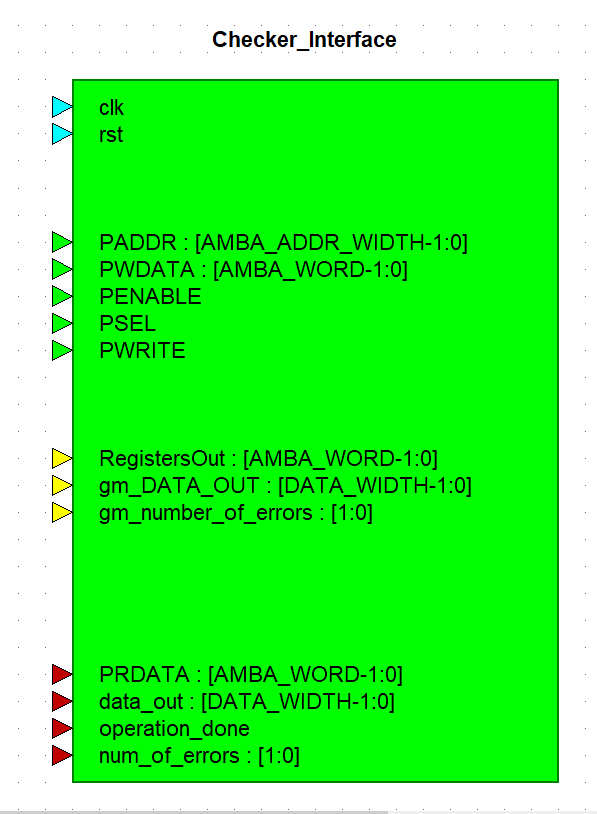 Checker_Interface
clk
rst
PADDR : [AMBA_ADDR_WIDTH-1:0]
PWDATA : [AMBA_WORD-1:0]
PENABLE
PSEL
PWRITE
RegistersOut : [AMBA_WORD-1:0]
gm_DATA_OUT : [DATA_WIDTH-1:0]
gm_number_of_errors : [1:0]
PRDATA : [AMBA_WORD-1:0]
data_out : [DATA_WIDTH-1:0]
operation_done
num_of_errors : [1:0]